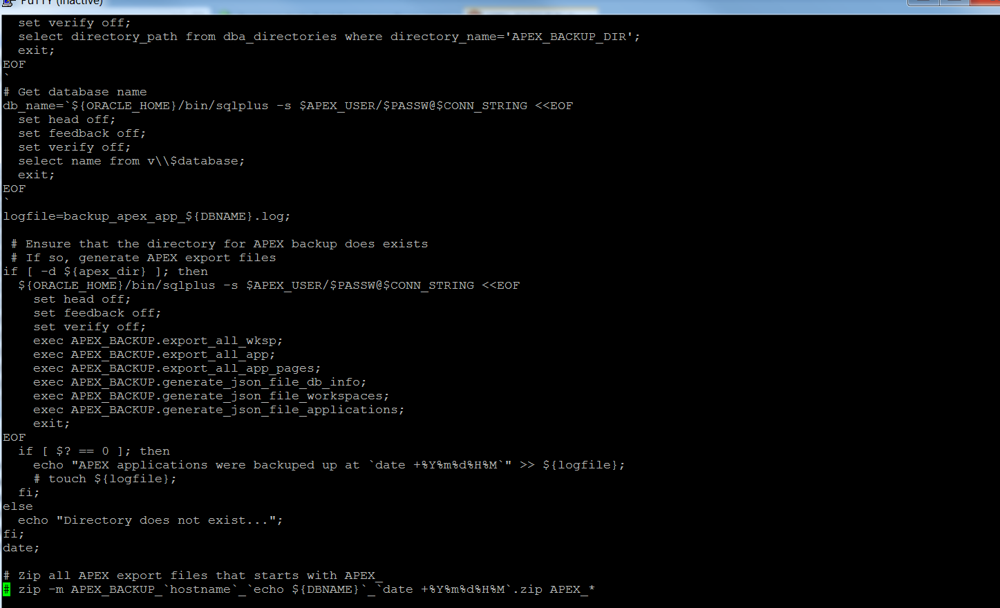 PuTTY (inactive)
  set verify off;
  select directory_path from dba_directories where directory_name='APEX_BACKUP_DIR';
  exit;
EOF
`
# Get database name
db_name=`${ORACLE_HOME}/bin/sqlplus -s $APEX_USER/$PASSW@$CONN_STRING <<EOF
  set head off;
  set feedback off;
  set verify off;
  select name from v\\$database;
  exit;
EOF
`
logfile=backup_apex_app_${DBNAME}.log;

 # Ensure that the directory for APEX backup does exists
 # If so, generate APEX export files
if [ -d ${apex_dir} ]; then
  ${ORACLE_HOME}/bin/sqlplus -s $APEX_USER/$PASSW@$CONN_STRING <<EOF
    set head off;
    set feedback off;
    set verify off;
    exec APEX_BACKUP.export_all_wksp;
    exec APEX_BACKUP.export_all_app;
    exec APEX_BACKUP.export_all_app_pages;
    exec APEX_BACKUP.generate_json_file_db_info;
    exec APEX_BACKUP.generate_json_file_workspaces;
    exec APEX_BACKUP.generate_json_file_applications;
    exit;
EOF
  if [ $? == 0 ]; then
    echo "APEX applications were backuped up at `date +%Y%m%d%H%M`" >> ${logfile};
    # touch ${logfile};
  fi;
else
  echo "Directory does not exist...";
fi;
date;

# Zip all APEX export files that starts with APEX_
# zip -m APEX_BACKUP_`hostname`_`echo ${DBNAME}`_`date +%Y%m%d%H%M`.zip APEX_*